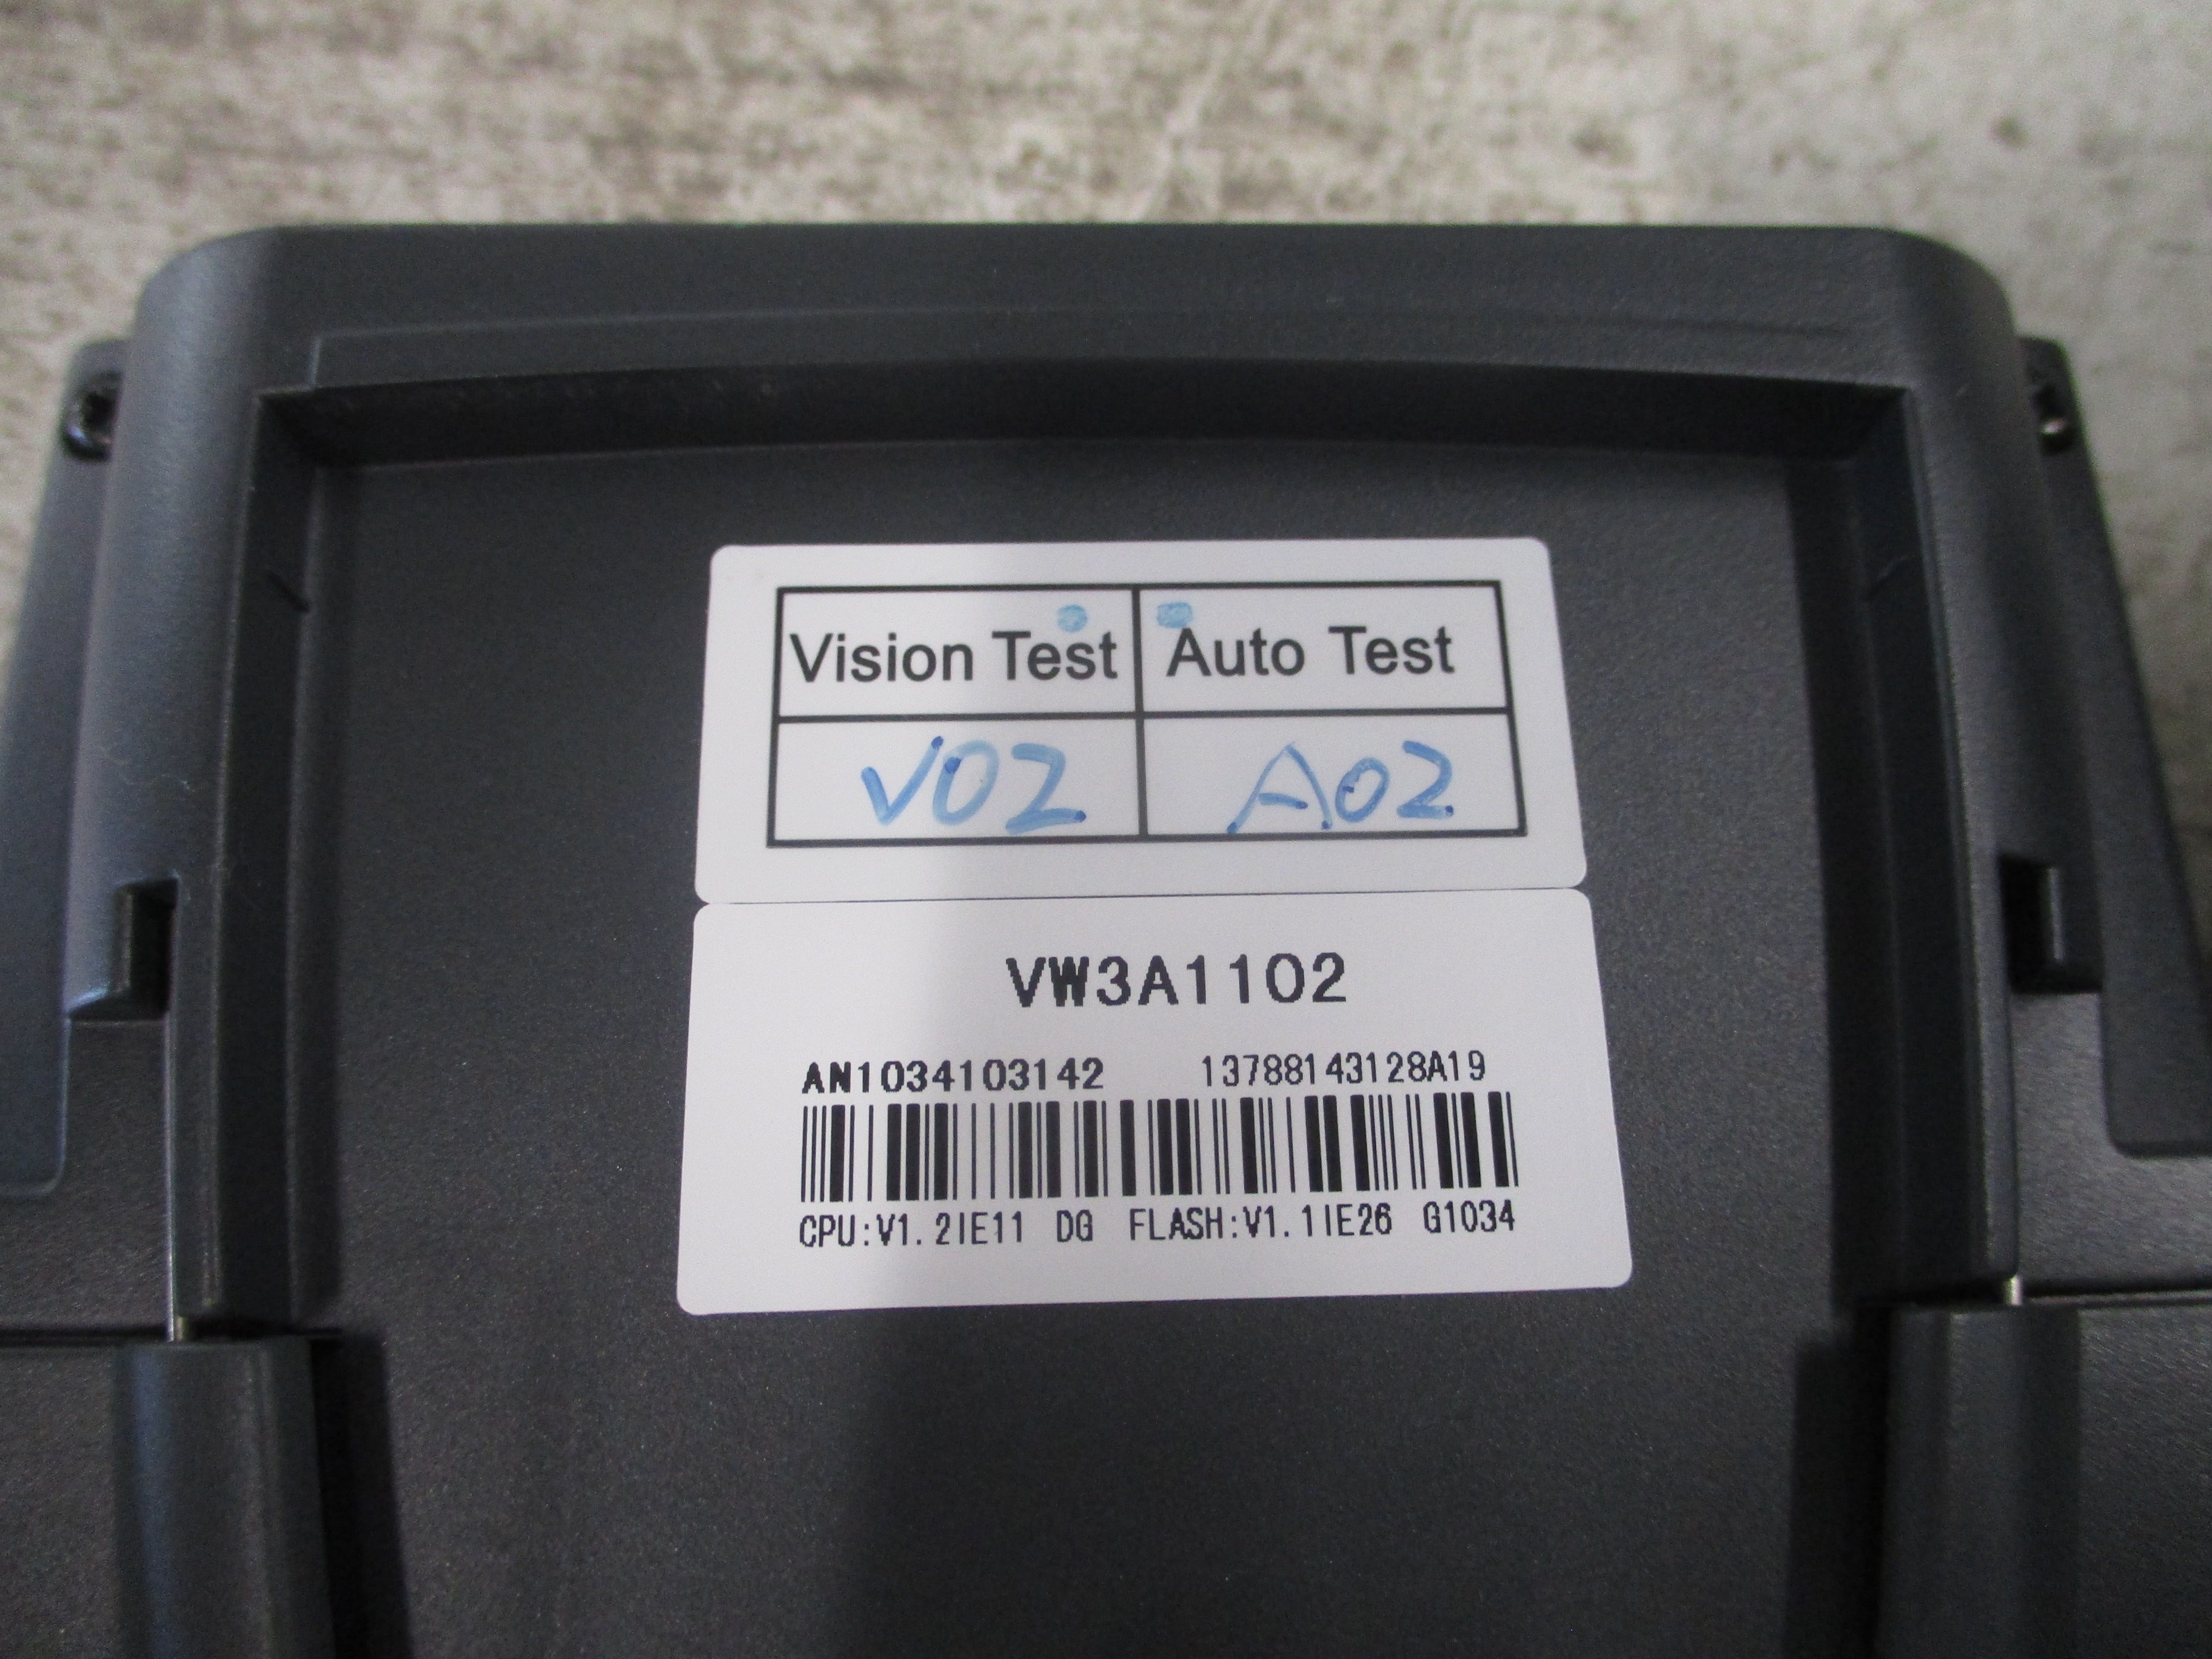 Vision Test Auto Test
V02 A02
VW3A1102
AN1034103142 13788143128A19
CPU:V1.2IE11 DG FLASH:V1.1IE26 G1034